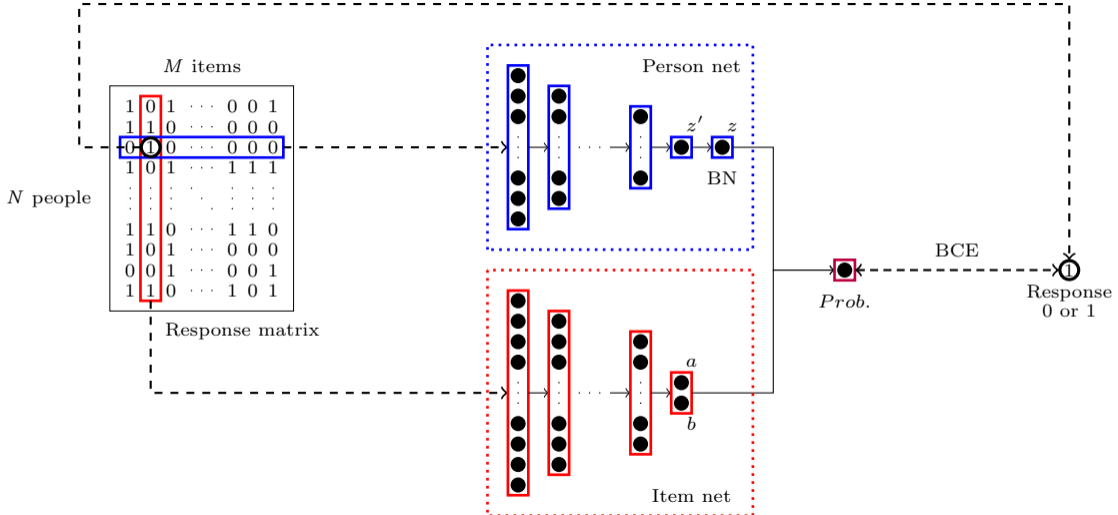 M items
N people
1 0 1 ··· 0 0 1
1 1 0 ··· 0 0 0
0 1 0 ··· 0 0 0
1 0 1 ··· 1 1 1
1 1 0 ··· 1 1 0
1 0 1 ··· 0 0 0
0 0 1 ··· 0 0 1
1 1 0 ··· 1 0 1
Response matrix
Person net
z′
z
BN
a
b
Item net
Prob.
BCE
1
Response
0 or 1